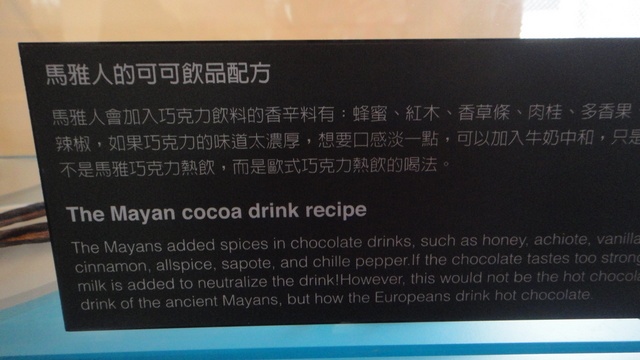 馬雅人的可可飲品配方
馬雅人會加入巧克力飲料的香辛料有：蜂蜜、紅木、香草條、肉桂、多香果
辣椒，如果巧克力的味道太濃厚，想要口感淡一點，可以加入牛奶中和，只是
不是馬雅巧克力熱飲，而是歐式巧克力熱飲的喝法。
The Mayan cocoa drink recipe
The Mayans added spices in chocolate drinks, such as honey, achiote, vanilla
cinnamon, allspice, sapote, and chille pepper.If the chocolate tastes too strong
milk is added to neutralize the drink!However, this would not be the hot chocol
drink of the ancient Mayans, but how the Europeans drink hot chocolate.